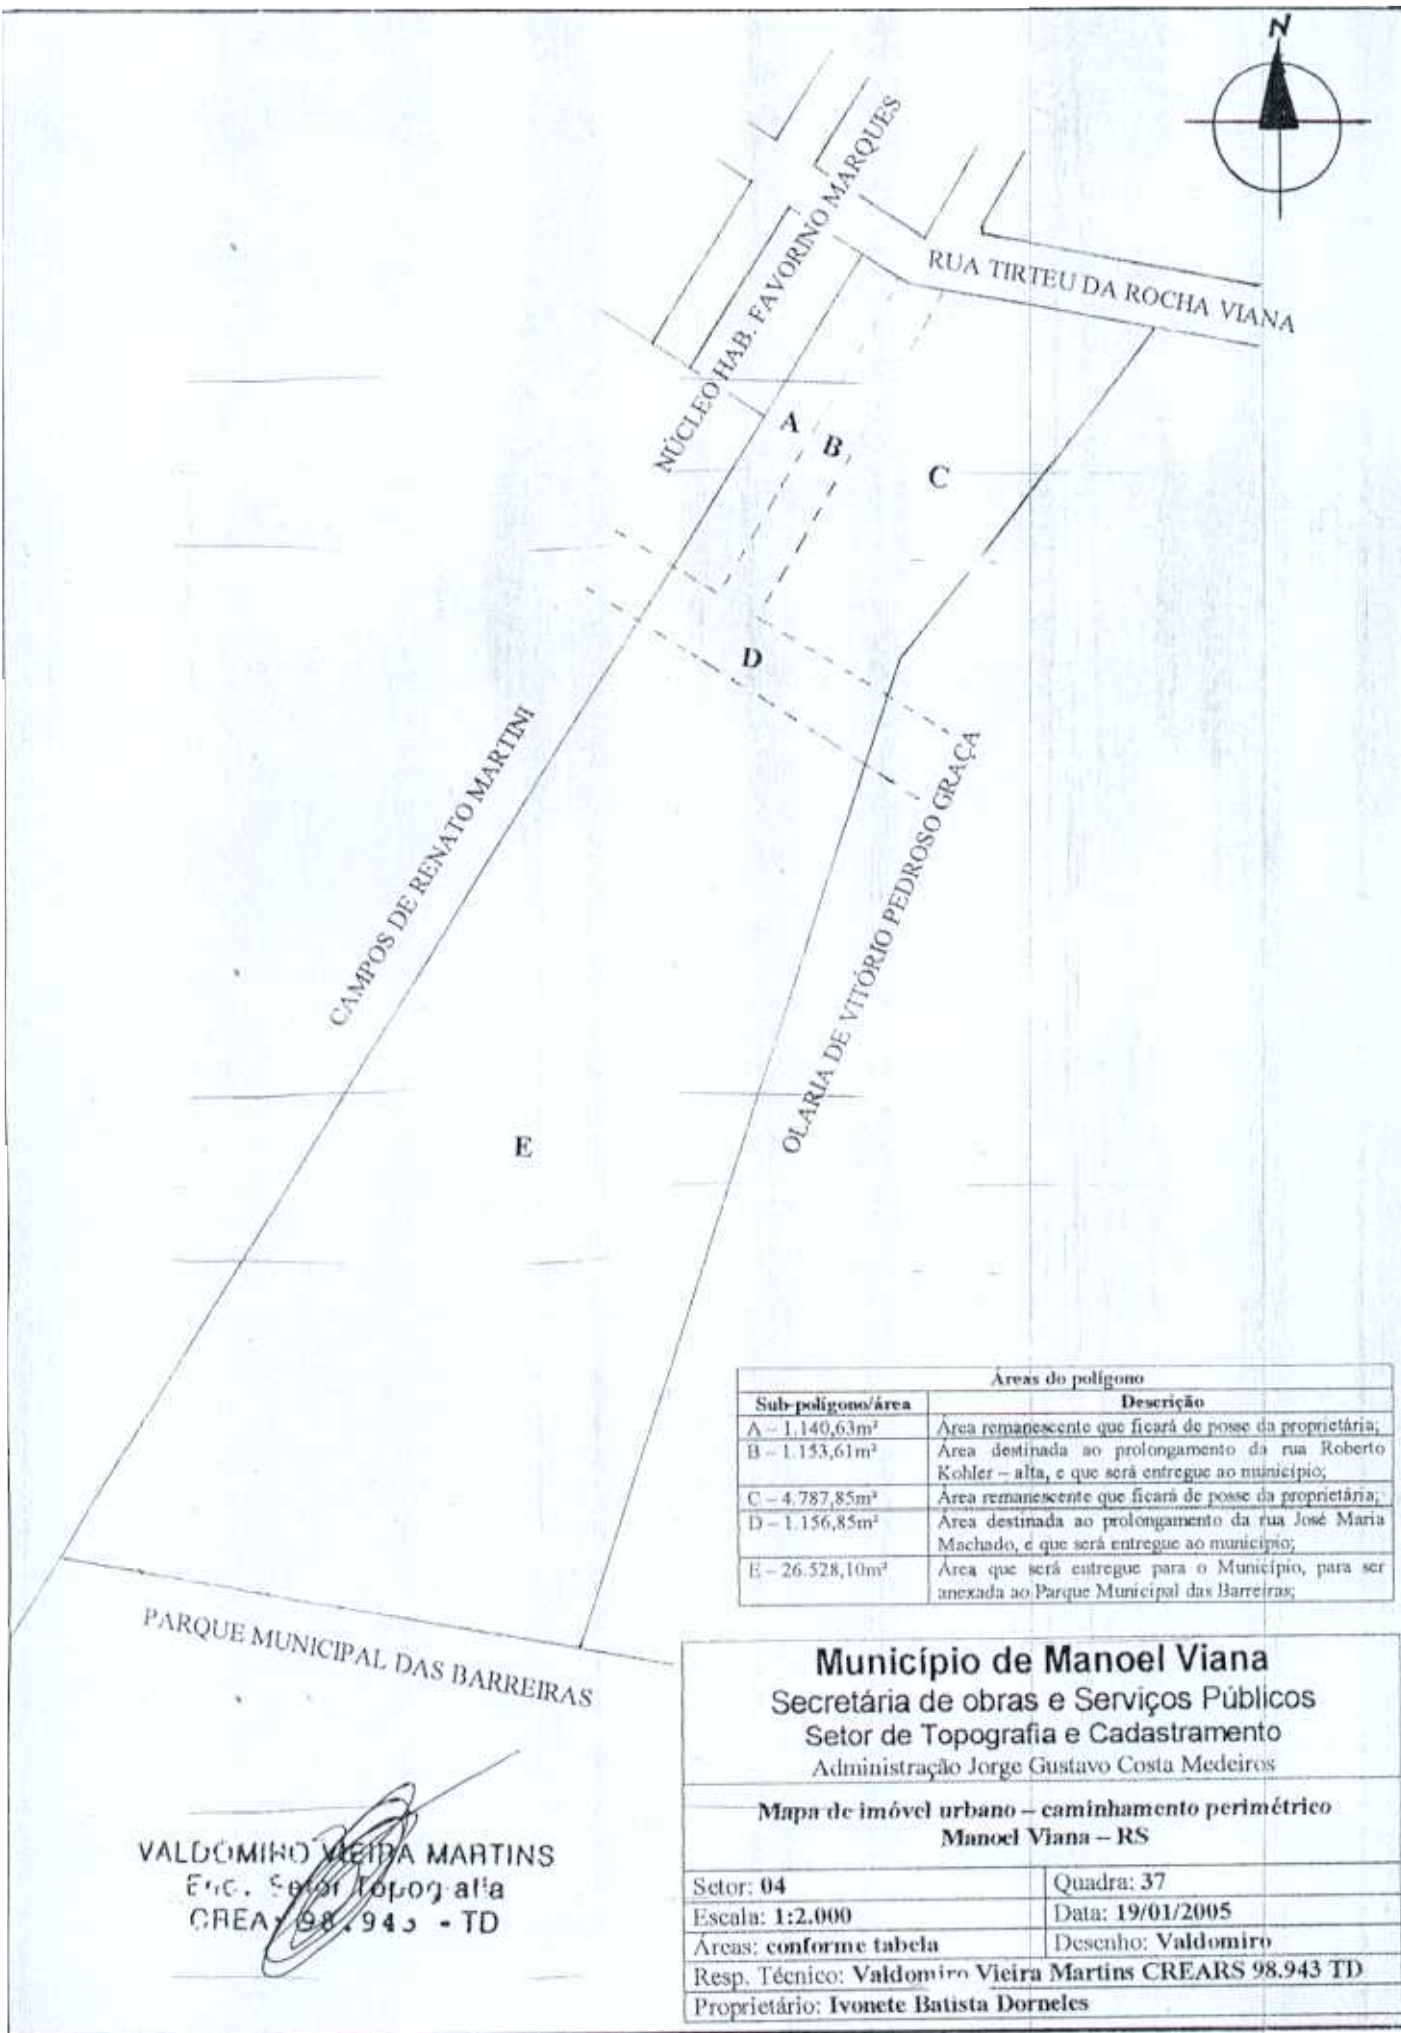 N
NÚCLEO HAB. FAVORINO MARQUES
RUA TIRTEU DA ROCHA VIANA
A
B
C
D
CAMPOS DE RENATO MARTINI
OLARIA DE VITÓRIO PEDROSO GRAÇA
E
PARQUE MUNICIPAL DAS BARREIRAS
Áreas do polígono
Sub-polígono/área Descrição
A – 1.140,63m² Área remanescente que ficará de posse da proprietária;
B – 1.153,61m² Área destinada ao prolongamento da rua Roberto
Kohler – alta, e que será entregue ao município;
C – 4.787,85m² Área remanescente que ficará de posse da proprietária;
D – 1.156,85m² Área destinada ao prolongamento da rua José Maria
Machado, e que será entregue ao município;
E – 26.528,10m² Área que será entregue para o Município, para ser
anexada ao Parque Municipal das Barreiras;
Município de Manoel Viana
Secretária de obras e Serviços Públicos
Setor de Topografia e Cadastramento
Administração Jorge Gustavo Costa Medeiros
Mapa de imóvel urbano – caminhamento perimétrico
Manoel Viana – RS
Setor: 04 Quadra: 37
Escala: 1:2.000 Data: 19/01/2005
Áreas: conforme tabela Desenho: Valdomiro
Resp. Técnico: Valdomiro Vieira Martins CREARS 98.943 TD
Proprietário: Ivonete Batista Dorneles
VALDOMIRO VIEIRA MARTINS
Enc. Setor Topografia
CREA: 98.943 - TD